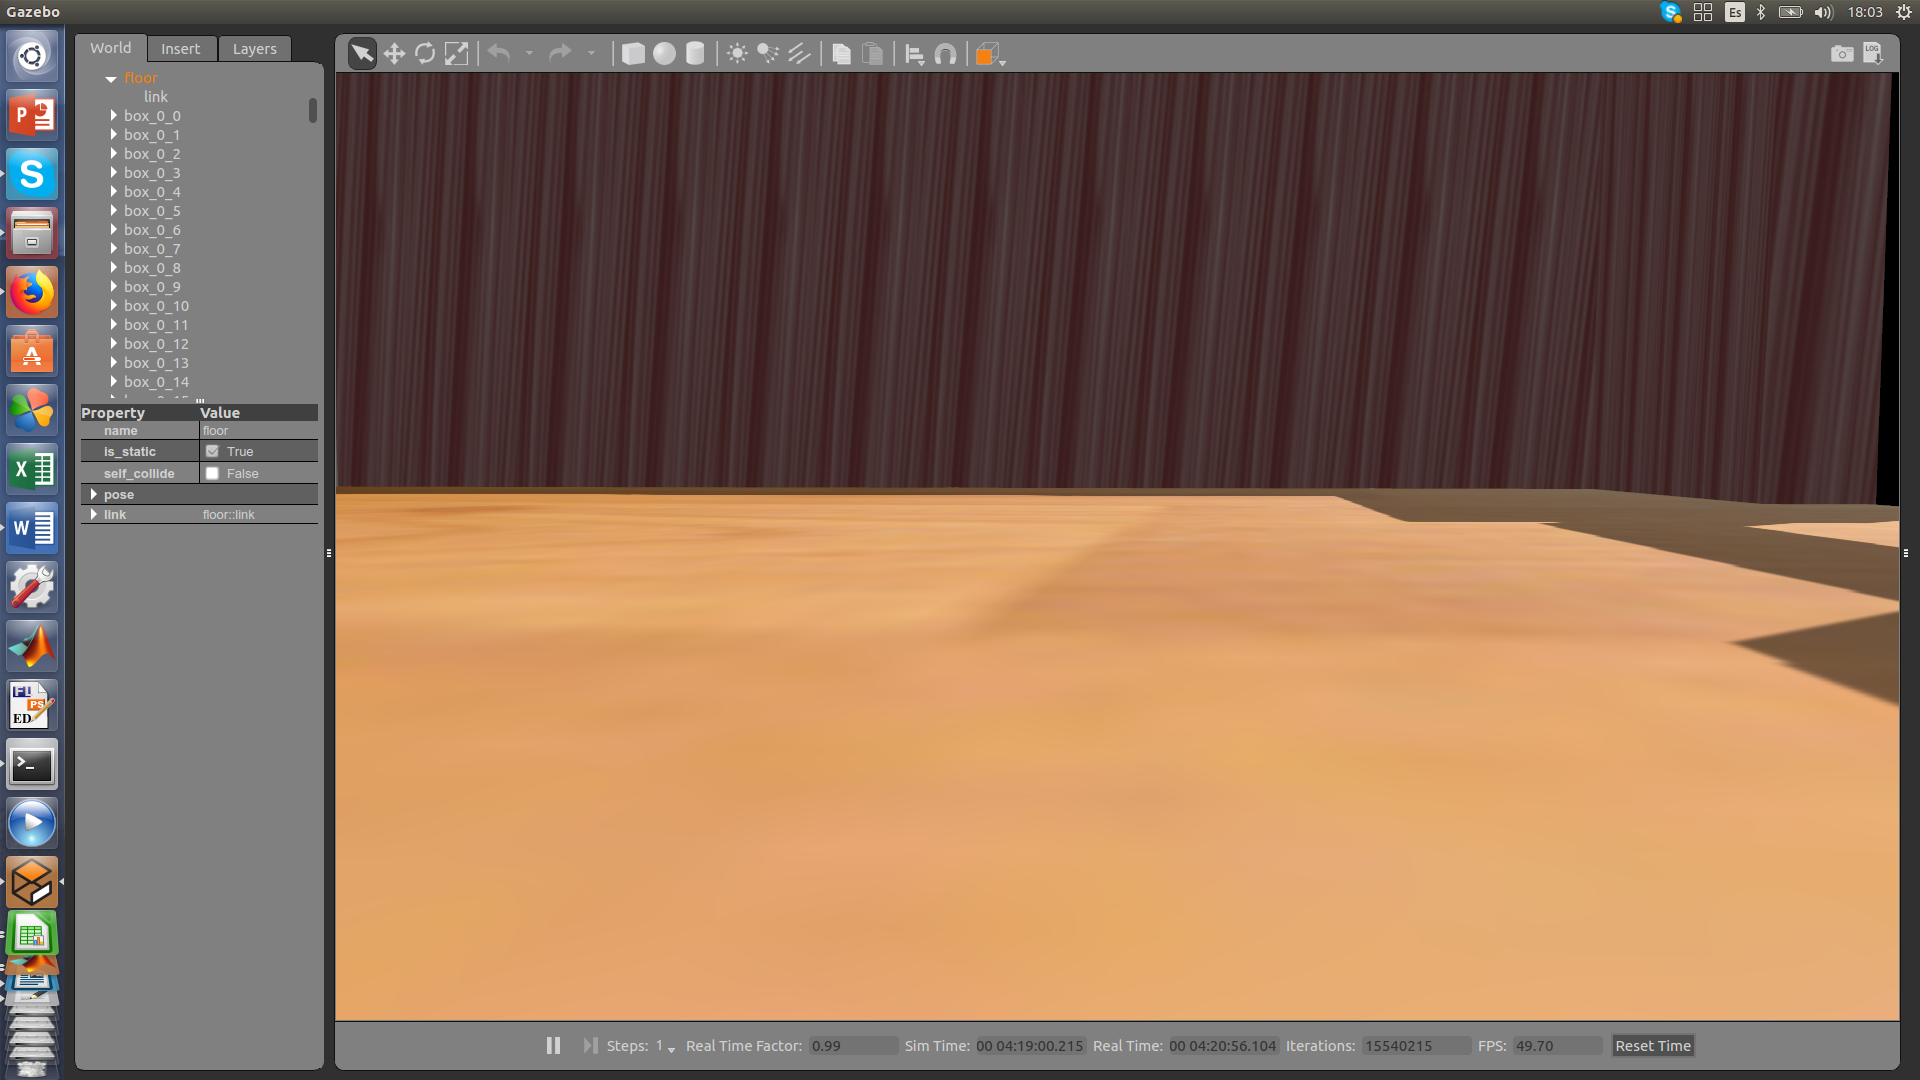 Gazebo
Es
18:03
World
Insert
Layers
LOG
floor
link
box_0_0
box_0_1
box_0_2
box_0_3
box_0_4
box_0_5
box_0_6
box_0_7
box_0_8
box_0_9
box_0_10
box_0_11
box_0_12
box_0_13
box_0_14
Property Value
name floor
is_static True
self_collide False
pose
link floor::link
Steps: 1 Real Time Factor: 0.99 Sim Time: 00 04:19:00.215 Real Time: 00 04:20:56.104 Iterations: 15540215 FPS: 49.70 Reset Time